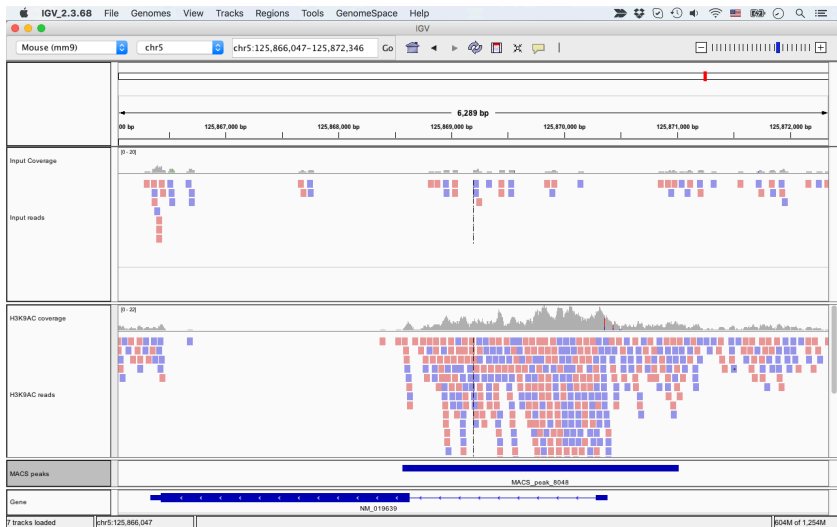 IGV_2.3.68 File Genomes View Tracks Regions Tools GenomeSpace Help
IGV
Mouse (mm9) chr5 chr5:125,866,047-125,872,346 Go
6,289 bp
00 bp 125,867,000 bp 125,868,000 bp 125,869,000 bp 125,870,000 bp 125,871,000 bp 125,872,000 bp
[0 - 20]
Input Coverage
Input reads
[0 - 22]
H3K9AC coverage
H3K9AC reads
MACS peaks
MACS_peak_8048
Gene
NM_019639
7 tracks loaded chr5:125,866,047 604M of 1,254M